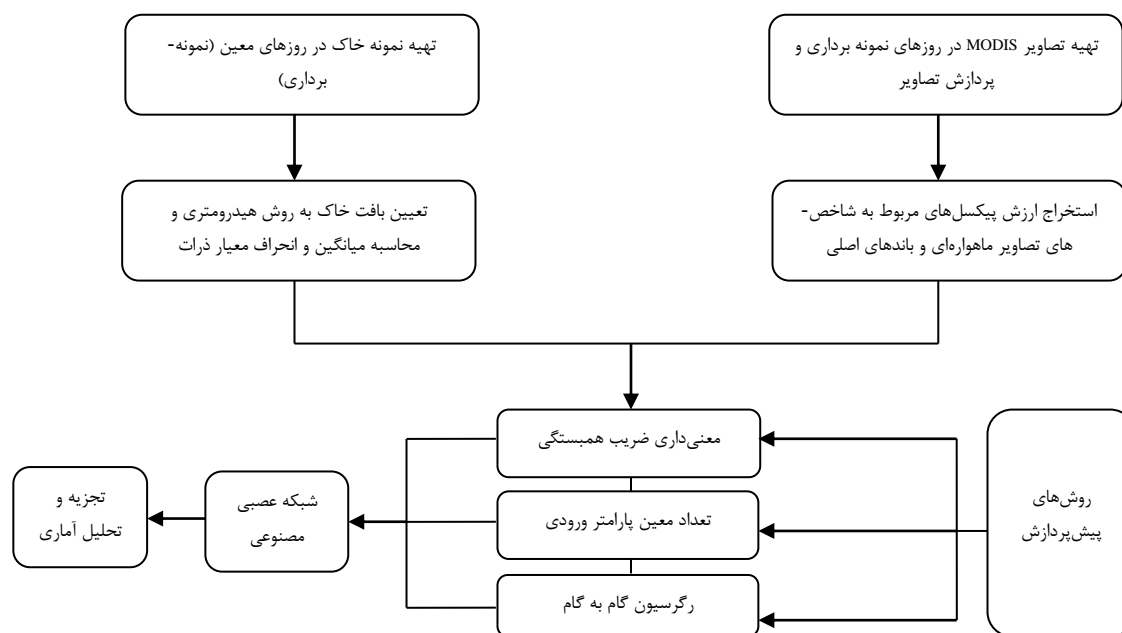 تهیه تصاویر MODIS در روزهای نمونه برداری و
پردازش تصاویر
تهیه نمونه خاک در روزهای معین (نمونه-
برداری)
استخراج ارزش پیکسل‌های مربوط به شاخص-
های تصاویر ماهواره‌ای و باندهای اصلی
تعیین بافت خاک به روش هیدرومتری و
محاسبه میانگین و انحراف معیار ذرات
روش‌های
پیش‌پردازش
معنی‌داری ضریب همبستگی
تعداد معین پارامتر ورودی
رگرسیون گام به گام
شبکه عصبی
مصنوعی
تجزیه و
تحلیل آماری